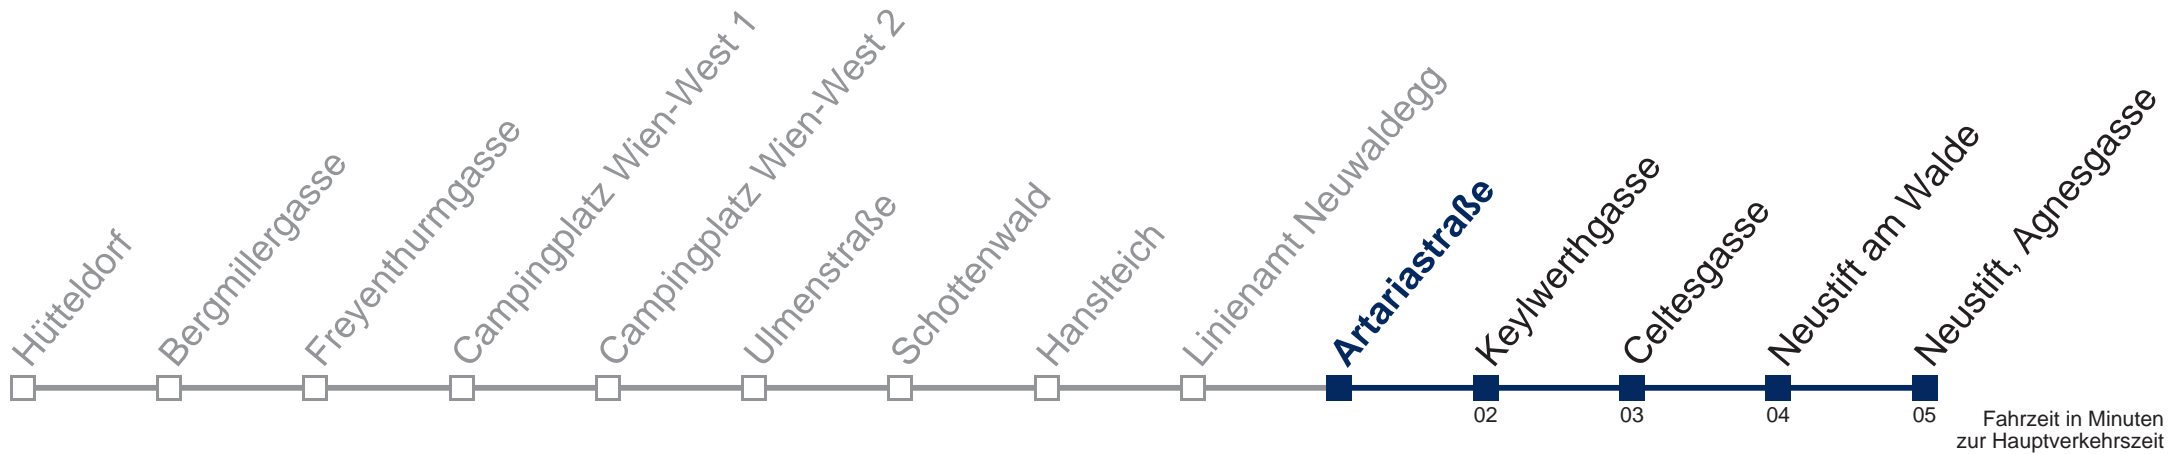 Hütteldorf
Bergmillergasse
Freyenthurmgasse
Campingplatz Wien-West 1
Campingplatz Wien-West 2
Ulmenstraße
Schottenwald
Hanslteich
Linienamt Neuwaldegg
Artariastraße
Keylwerthgasse
Celtesgasse
Neustift am Walde
Neustift, Agnesgasse
02
03
04
05
Fahrzeit in Minuten
zur Hauptverkehrszeit